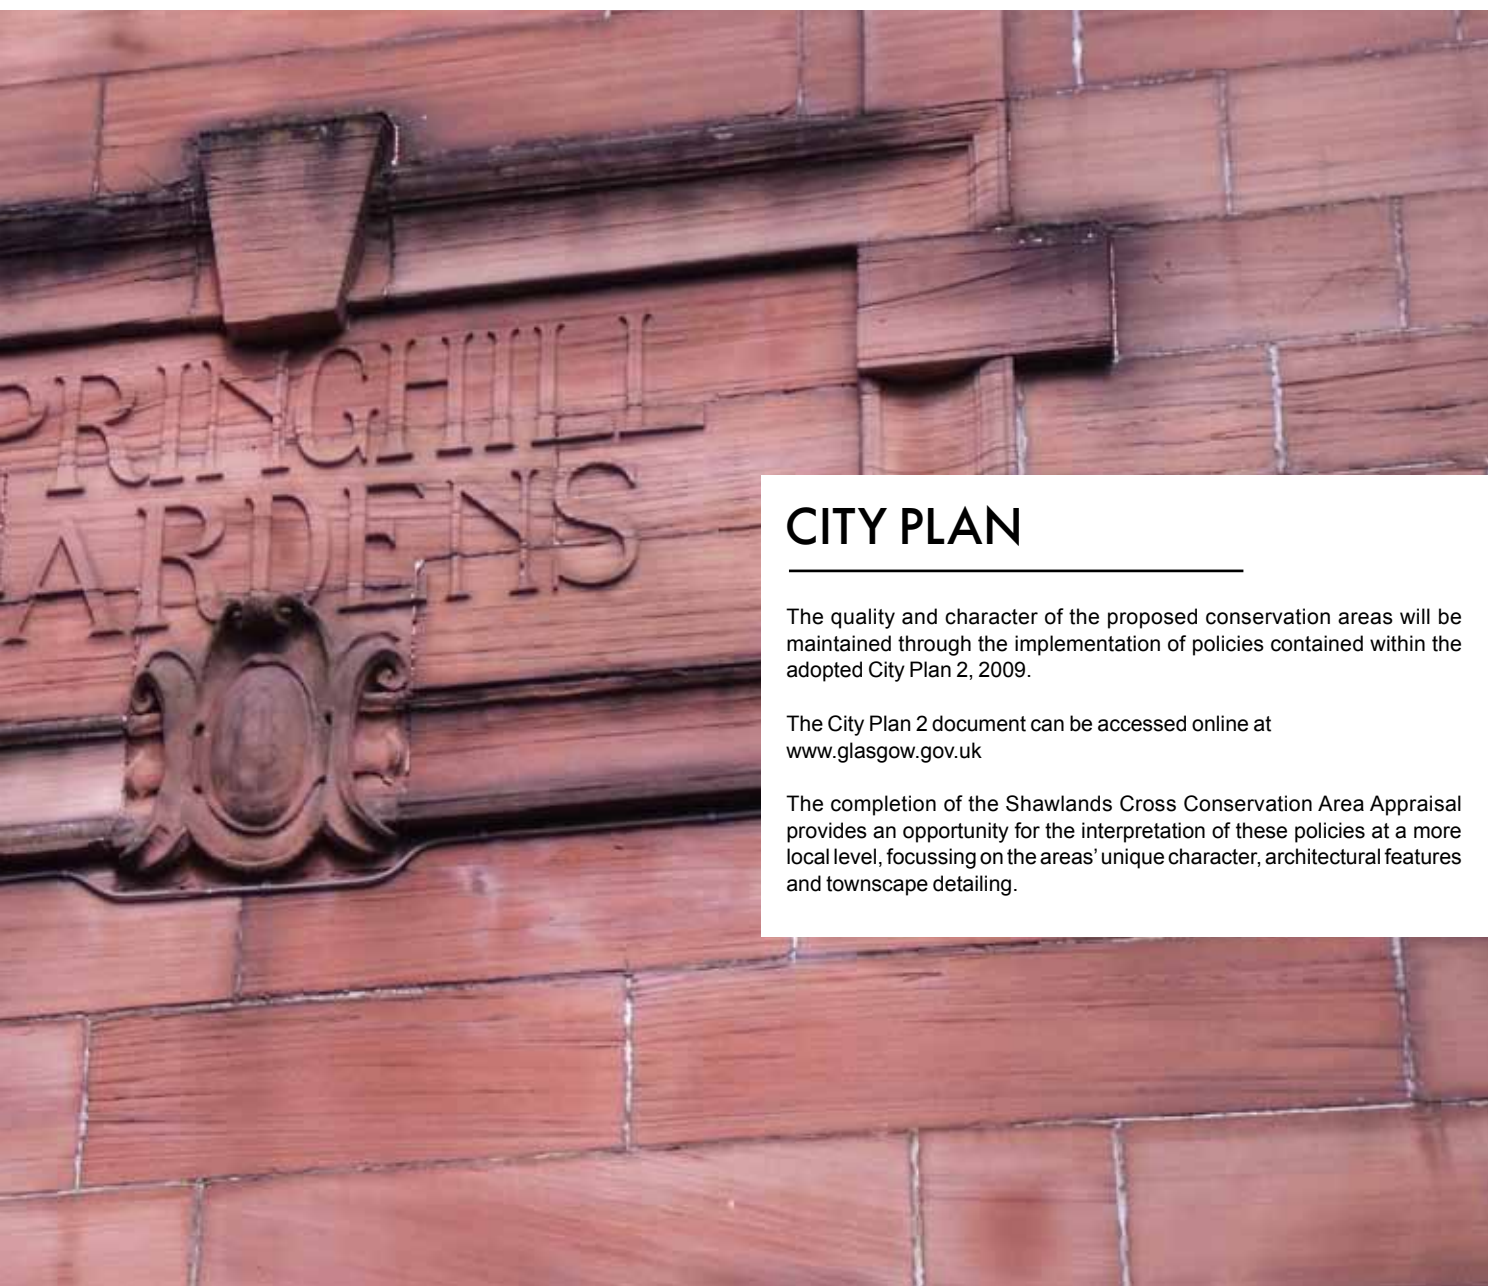 PRINGHILL
ARDENS
CITY PLAN
The quality and character of the proposed conservation areas will be
maintained through the implementation of policies contained within the
adopted City Plan 2, 2009.
The City Plan 2 document can be accessed online at
www.glasgow.gov.uk
The completion of the Shawlands Cross Conservation Area Appraisal
provides an opportunity for the interpretation of these policies at a more
local level, focussing on the areas' unique character, architectural features
and townscape detailing.